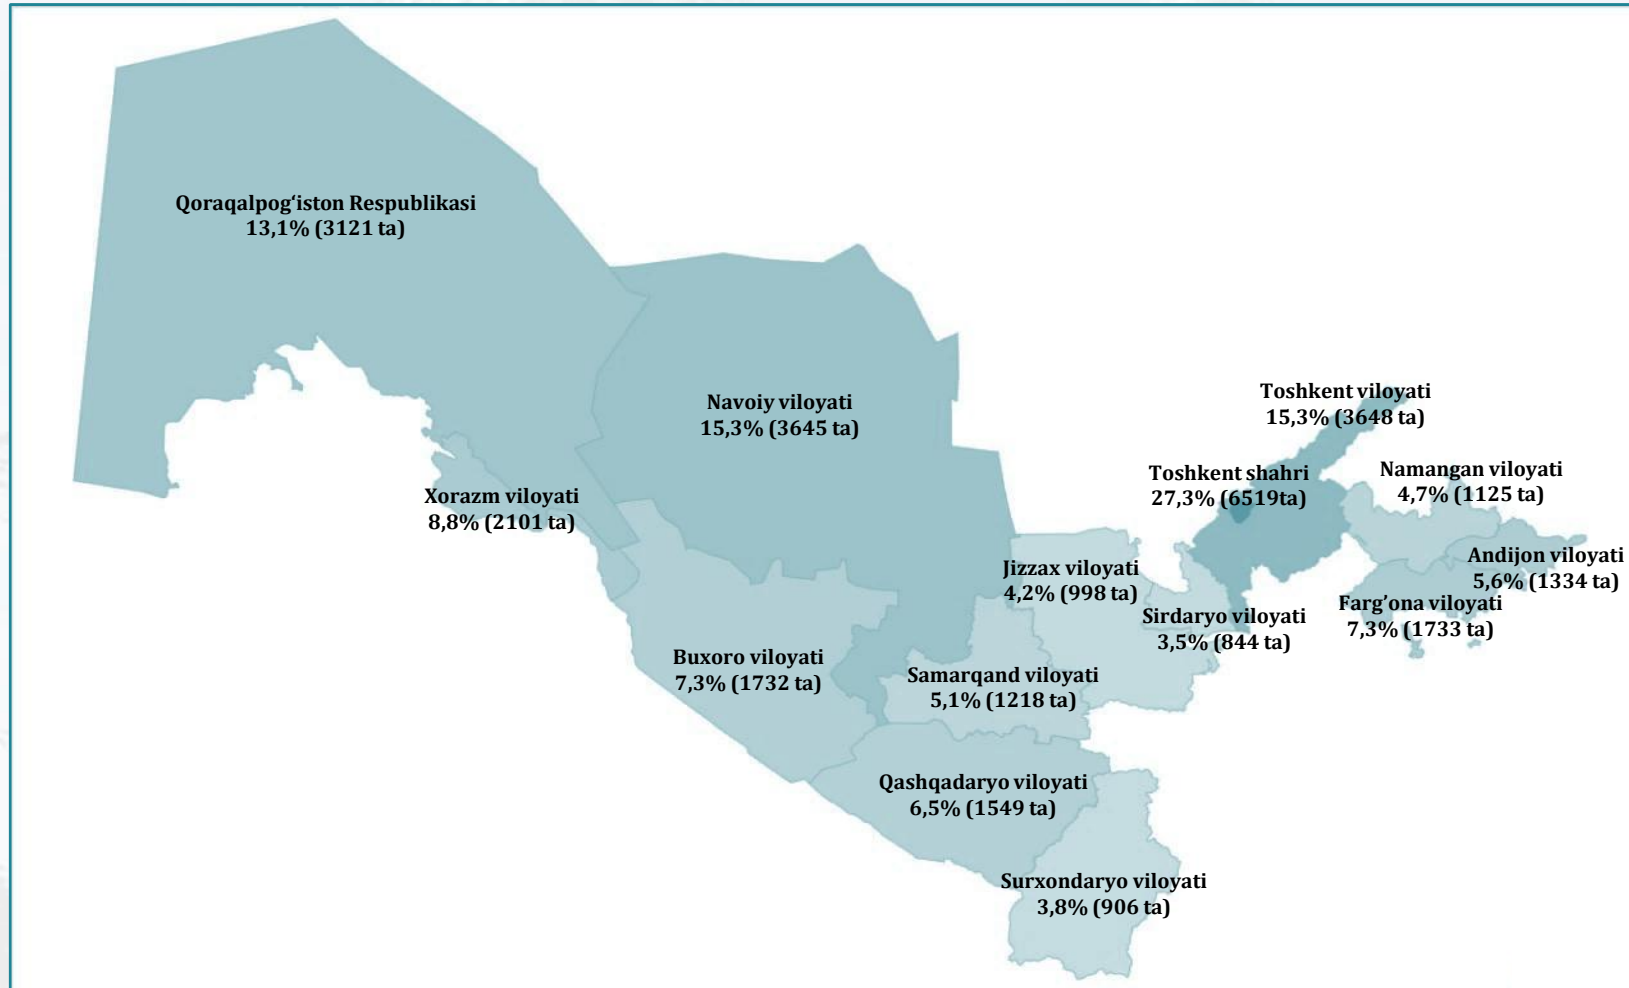 Qoraqalpog‘iston Respublikasi
13,1% (3121 ta)
Navoiy viloyati
15,3% (3645 ta)
Toshkent viloyati
15,3% (3648 ta)
Toshkent shahri
27,3% (6519ta)
Namangan viloyati
4,7% (1125 ta)
Xorazm viloyati
8,8% (2101 ta)
Andijon viloyati
5,6% (1334 ta)
Jizzax viloyati
4,2% (998 ta)
Farg’ona viloyati
7,3% (1733 ta)
Sirdaryo viloyati
3,5% (844 ta)
Buxoro viloyati
7,3% (1732 ta)
Samarqand viloyati
5,1% (1218 ta)
Qashqadaryo viloyati
6,5% (1549 ta)
Surxondaryo viloyati
3,8% (906 ta)